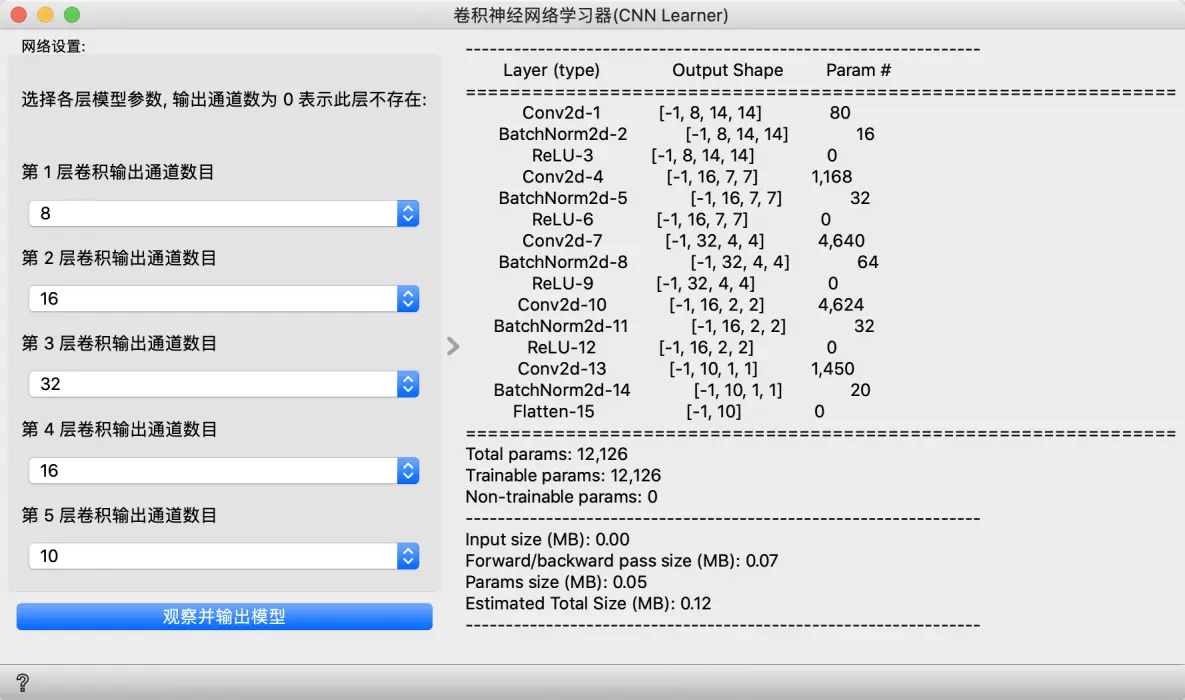 卷积神经网络学习器(CNN Learner)
网络设置:
选择各层模型参数, 输出通道数为 0 表示此层不存在:
第 1 层卷积输出通道数目
8
第 2 层卷积输出通道数目
16
第 3 层卷积输出通道数目
32
第 4 层卷积输出通道数目
16
第 5 层卷积输出通道数目
10
观察并输出模型
----------------------------------------------------------------
Layer (type) Output Shape Param #
================================================================
Conv2d-1 [-1, 8, 14, 14] 80
BatchNorm2d-2 [-1, 8, 14, 14] 16
ReLU-3 [-1, 8, 14, 14] 0
Conv2d-4 [-1, 16, 7, 7] 1,168
BatchNorm2d-5 [-1, 16, 7, 7] 32
ReLU-6 [-1, 16, 7, 7] 0
Conv2d-7 [-1, 32, 4, 4] 4,640
BatchNorm2d-8 [-1, 32, 4, 4] 64
ReLU-9 [-1, 32, 4, 4] 0
Conv2d-10 [-1, 16, 2, 2] 4,624
BatchNorm2d-11 [-1, 16, 2, 2] 32
ReLU-12 [-1, 16, 2, 2] 0
Conv2d-13 [-1, 10, 1, 1] 1,450
BatchNorm2d-14 [-1, 10, 1, 1] 20
Flatten-15 [-1, 10] 0
================================================================
Total params: 12,126
Trainable params: 12,126
Non-trainable params: 0
----------------------------------------------------------------
Input size (MB): 0.00
Forward/backward pass size (MB): 0.07
Params size (MB): 0.05
Estimated Total Size (MB): 0.12
----------------------------------------------------------------
?